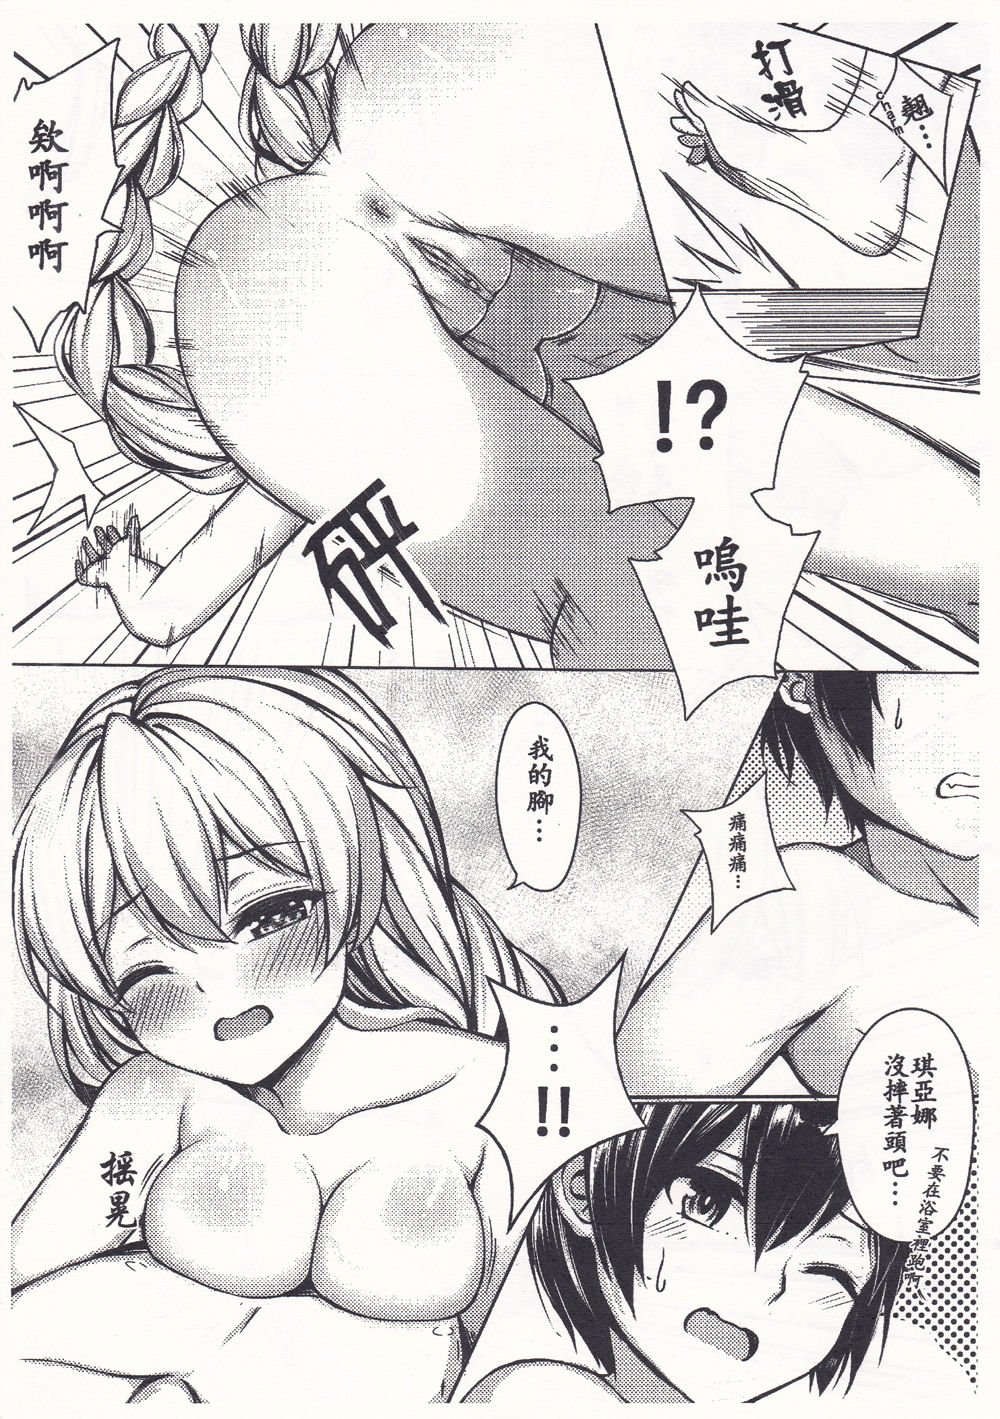 打滑
翹…
charm
欸啊啊啊
!?
嗚哇
砰
痛痛痛…
我的腳…
…!!
搖晃
琪亞娜
沒摔著頭吧…
不要在浴室裡跑啊